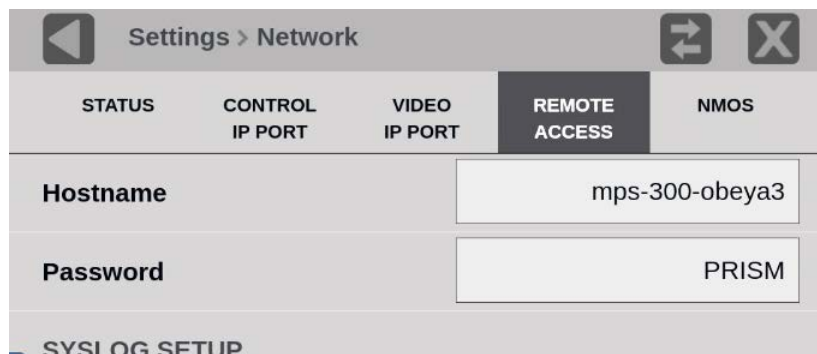 Settings > Network
STATUS CONTROL IP PORT VIDEO IP PORT REMOTE ACCESS NMOS
Hostname mps-300-obeya3
Password PRISM
SYSLOG SETUP